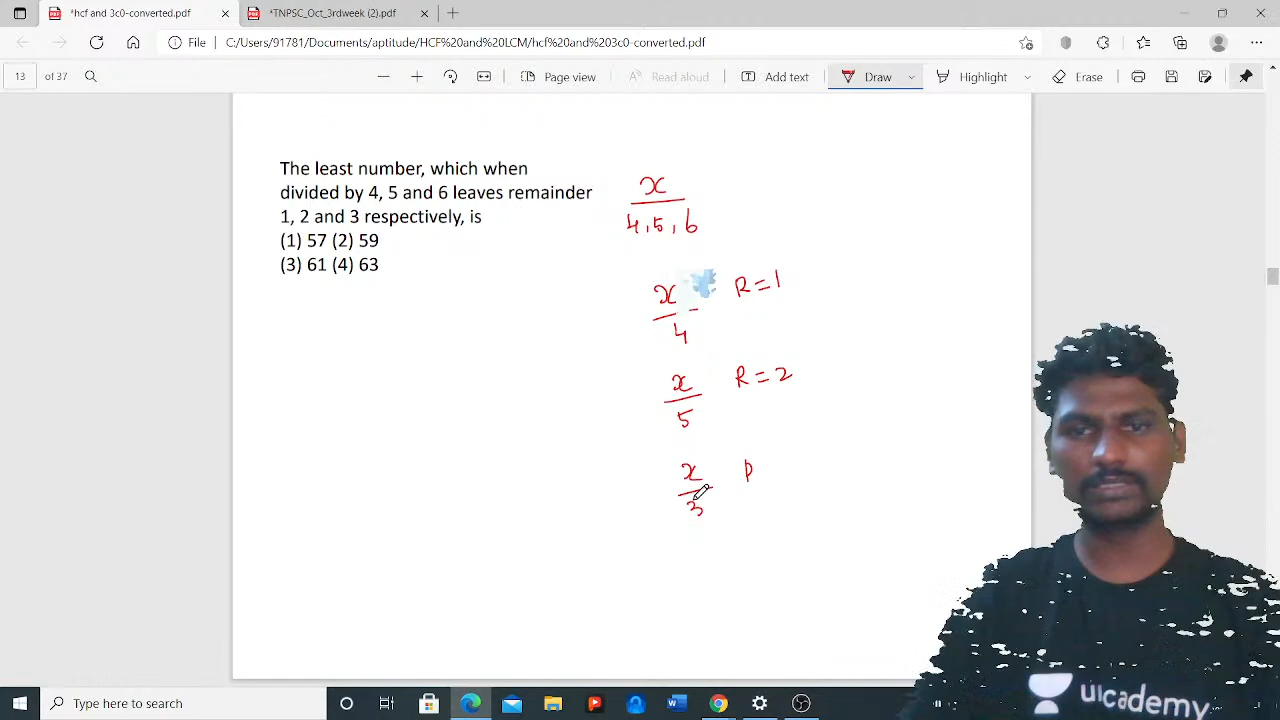 *hcf and 3c0-converted.pdf
*TNPSC_Oct_3rdweek (2).pdf
File C:/Users/91781/Documents/aptitude/HCF%20and%20LCM/hcf%20and%203c0-converted.pdf
13 of 37 Page view Read aloud Add text Draw Highlight Erase
The least number, which when
divided by 4, 5 and 6 leaves remainder
1, 2 and 3 respectively, is
(1) 57 (2) 59
(3) 61 (4) 63
x
4,5,6
x R=1
4
x R=2
5
x
3
Type here to search